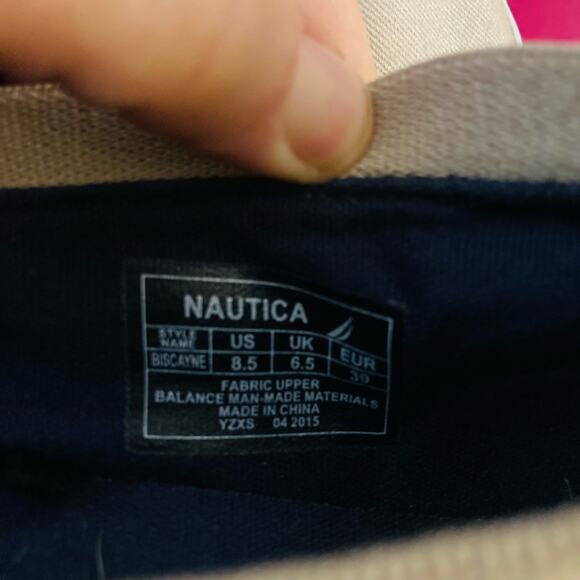 NAUTICA
STYLE NAME US UK EUR
BISCAYNE 8.5 6.5 39
FABRIC UPPER
BALANCE MAN-MADE MATERIALS
MADE IN CHINA
YZXS 04 2015